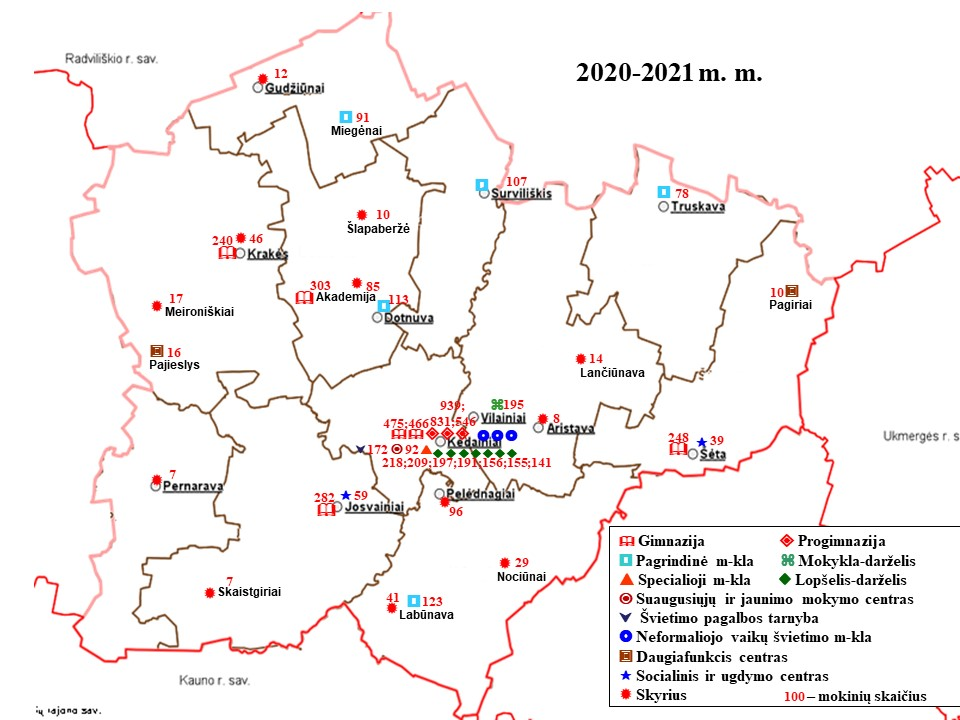 Radviliškio r. sav.
2020-2021 m. m.
12
Gudžiūnai
91
Miegėnai
107
Surviliškis
78
Truskava
10
Šlapaberžė
240
46
Krakės
303
85
Akademija
113
Dotnuva
17
Meironiškiai
10
Pagiriai
16
Pajieslys
14
Lančiūnava
939;
195
475;466
831;546
Vilainiai
8
Aristava
Kėdainiai
172
92
218;209;197;191;156;155;141
248
39
Šėta
Ukmergės r. s
7
Pernarava
282
59
Josvainiai
Pelėdnagiai
96
29
Nociūnai
7
Skaistgiriai
41
123
Labūnava
Kauno r. sav.
Gimnazija
Progimnazija
Pagrindinė m-kla
Mokykla-darželis
Specialioji m-kla
Lopšelis-darželis
Suaugusiųjų ir jaunimo mokymo centras
Švietimo pagalbos tarnyba
Neformaliojo vaikų švietimo m-kla
Daugiafunkcis centras
Socialinis ir ugdymo centras
Skyrius
100 – mokinių skaičius